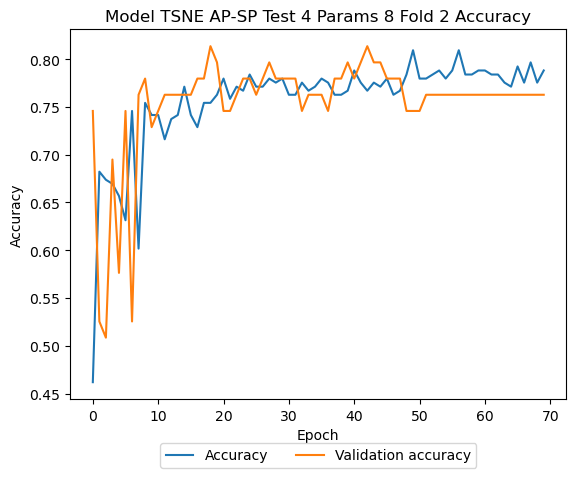 Model TSNE AP-SP Test 4 Params 8 Fold 2 Accuracy
Accuracy
0.80
0.75
0.70
0.65
0.60
0.55
0.50
0.45
0 10 20 30 40 50 60 70
Epoch
Accuracy Validation accuracy